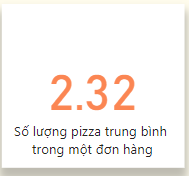 2.32
Số lượng pizza trung bình
trong một đơn hàng